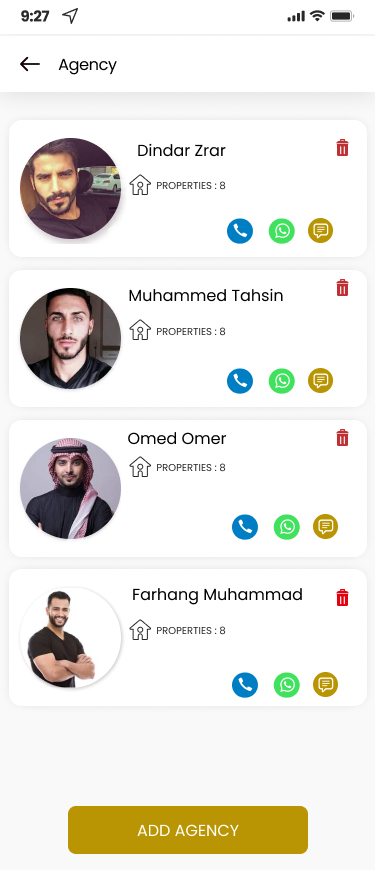 9:27
Agency
Dindar Zrar
PROPERTIES : 8
Muhammed Tahsin
PROPERTIES : 8
Omed Omer
PROPERTIES : 8
Farhang Muhammad
PROPERTIES : 8
ADD AGENCY